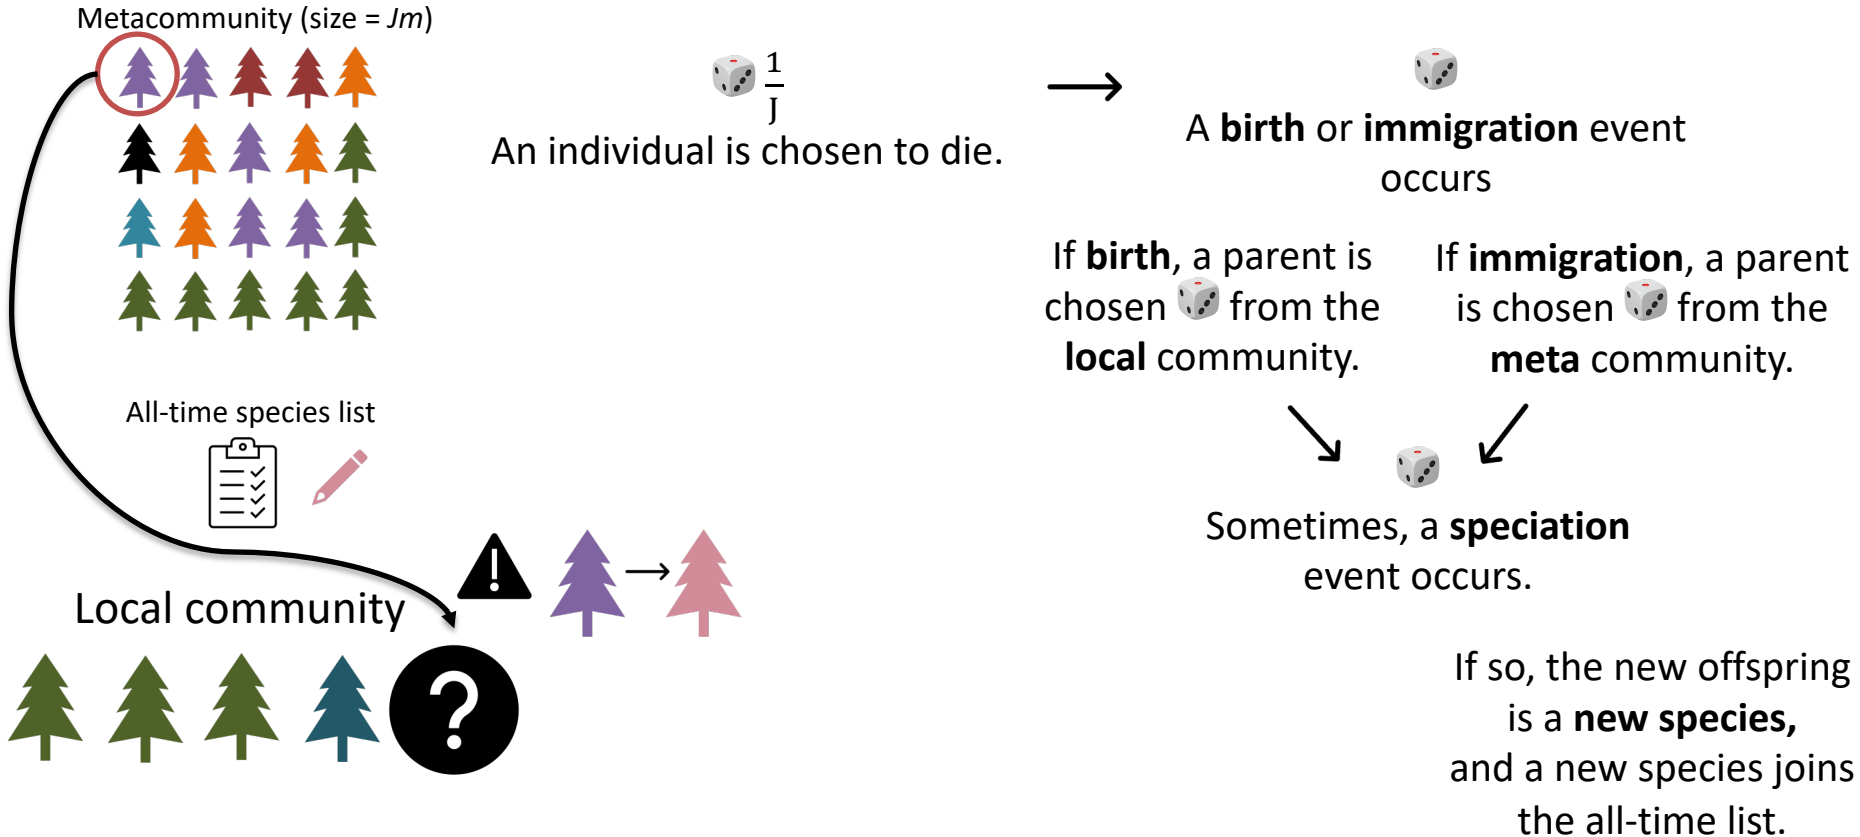 Metacommunity (size = Jm)
1
J
An individual is chosen to die.
A birth or immigration event
occurs
If birth, a parent is
chosen from the
local community.
If immigration, a parent
is chosen from the
meta community.
All-time species list
Sometimes, a speciation
event occurs.
Local community
?
If so, the new offspring
is a new species,
and a new species joins
the all-time list.